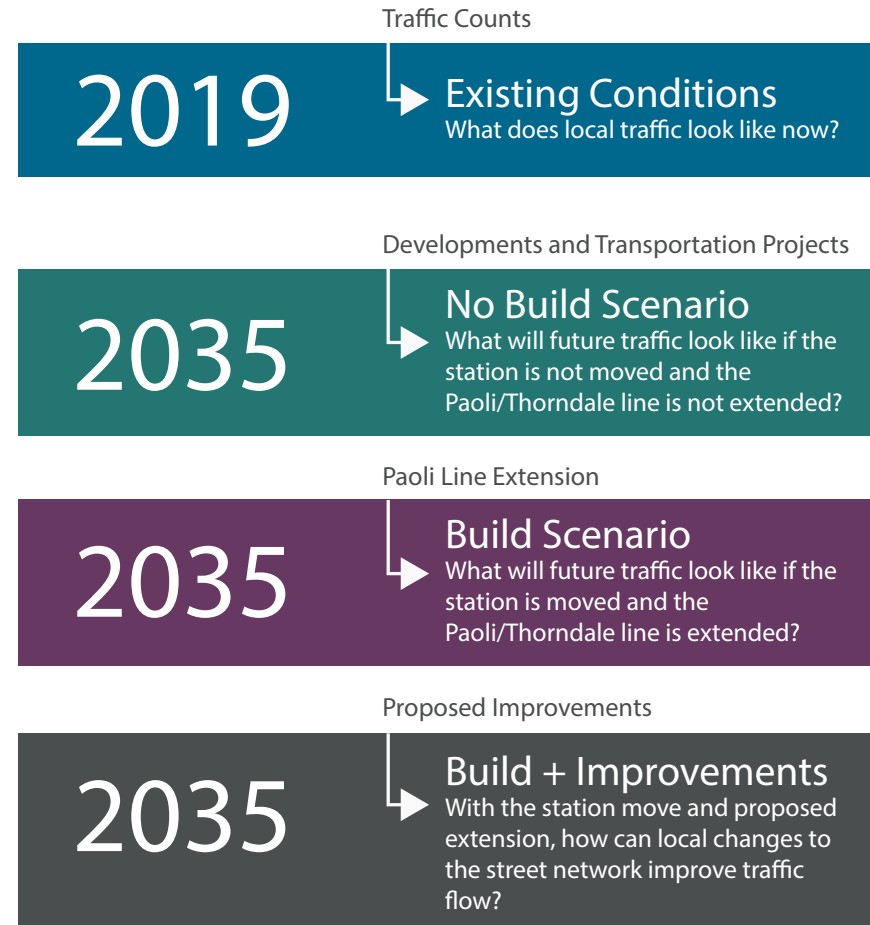 Traffic Counts
2019
Existing Conditions
What does local traffic look like now?
Developments and Transportation Projects
2035
No Build Scenario
What will future traffic look like if the
station is not moved and the
Paoli/Thorndale line is not extended?
Paoli Line Extension
2035
Build Scenario
What will future traffic look like if the
station is moved and the
Paoli/Thorndale line is extended?
Proposed Improvements
2035
Build + Improvements
With the station move and proposed
extension, how can local changes to
the street network improve traffic
flow?